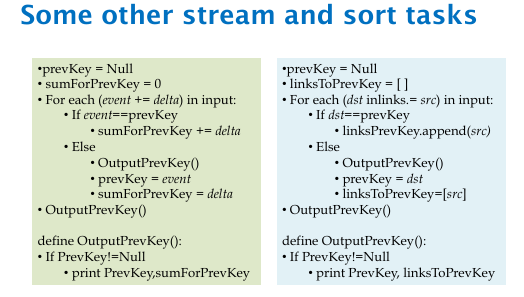 Some other stream and sort tasks
•prevKey = Null
• sumForPrevKey = 0
• For each (event += delta) in input:
• If event==prevKey
• sumForPrevKey += delta
• Else
• OutputPrevKey()
• prevKey = event
• sumForPrevKey = delta
• OutputPrevKey()
define OutputPrevKey():
• If PrevKey!=Null
• print PrevKey,sumForPrevKey
•prevKey = Null
• linksToPrevKey = [ ]
• For each (dst inlinks.= src) in input:
• If dst==prevKey
• linksPrevKey.append(src)
• Else
• OutputPrevKey()
• prevKey = dst
• linksToPrevKey=[src]
• OutputPrevKey()
define OutputPrevKey():
• If PrevKey!=Null
• print PrevKey, linksToPrevKey